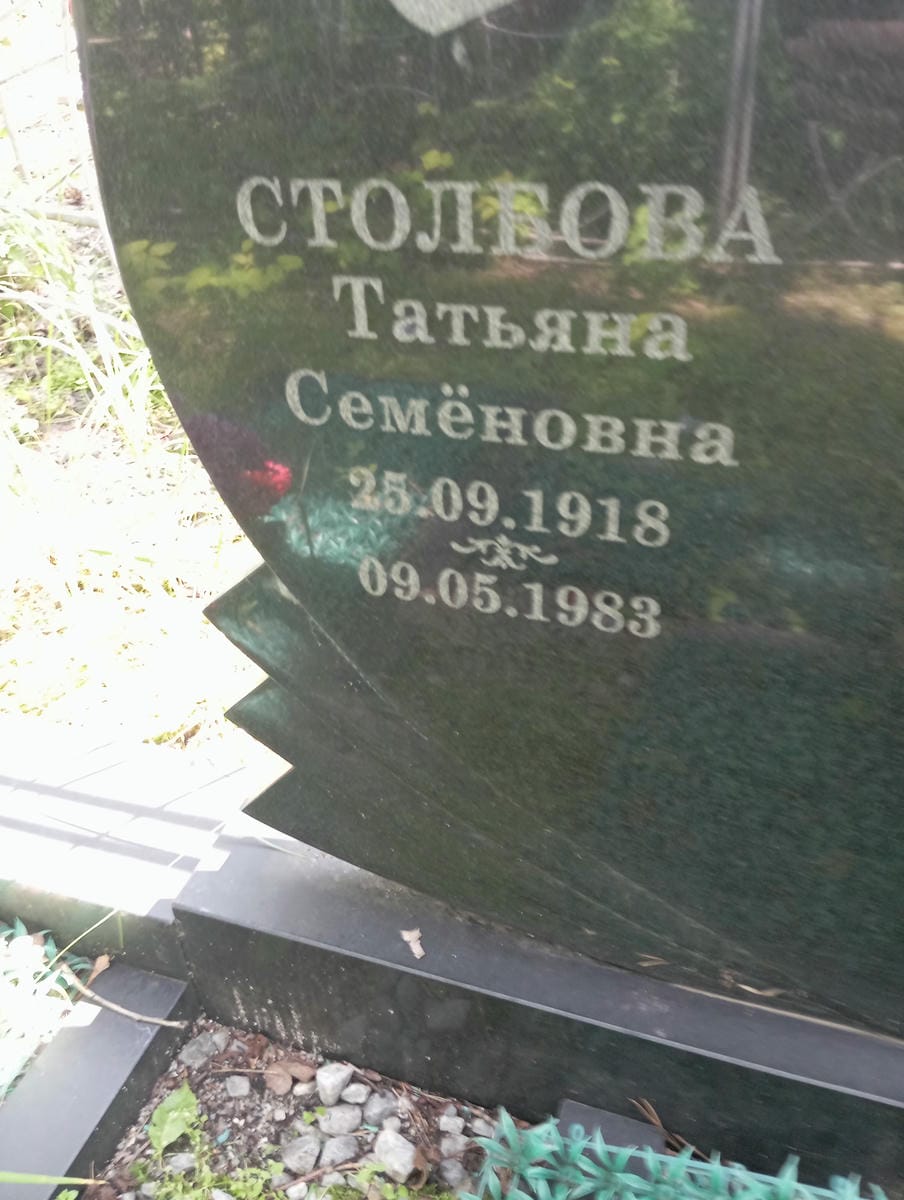 СТОЛБОВА
Татьяна
Семёновна
25.09.1918
09.05.1983